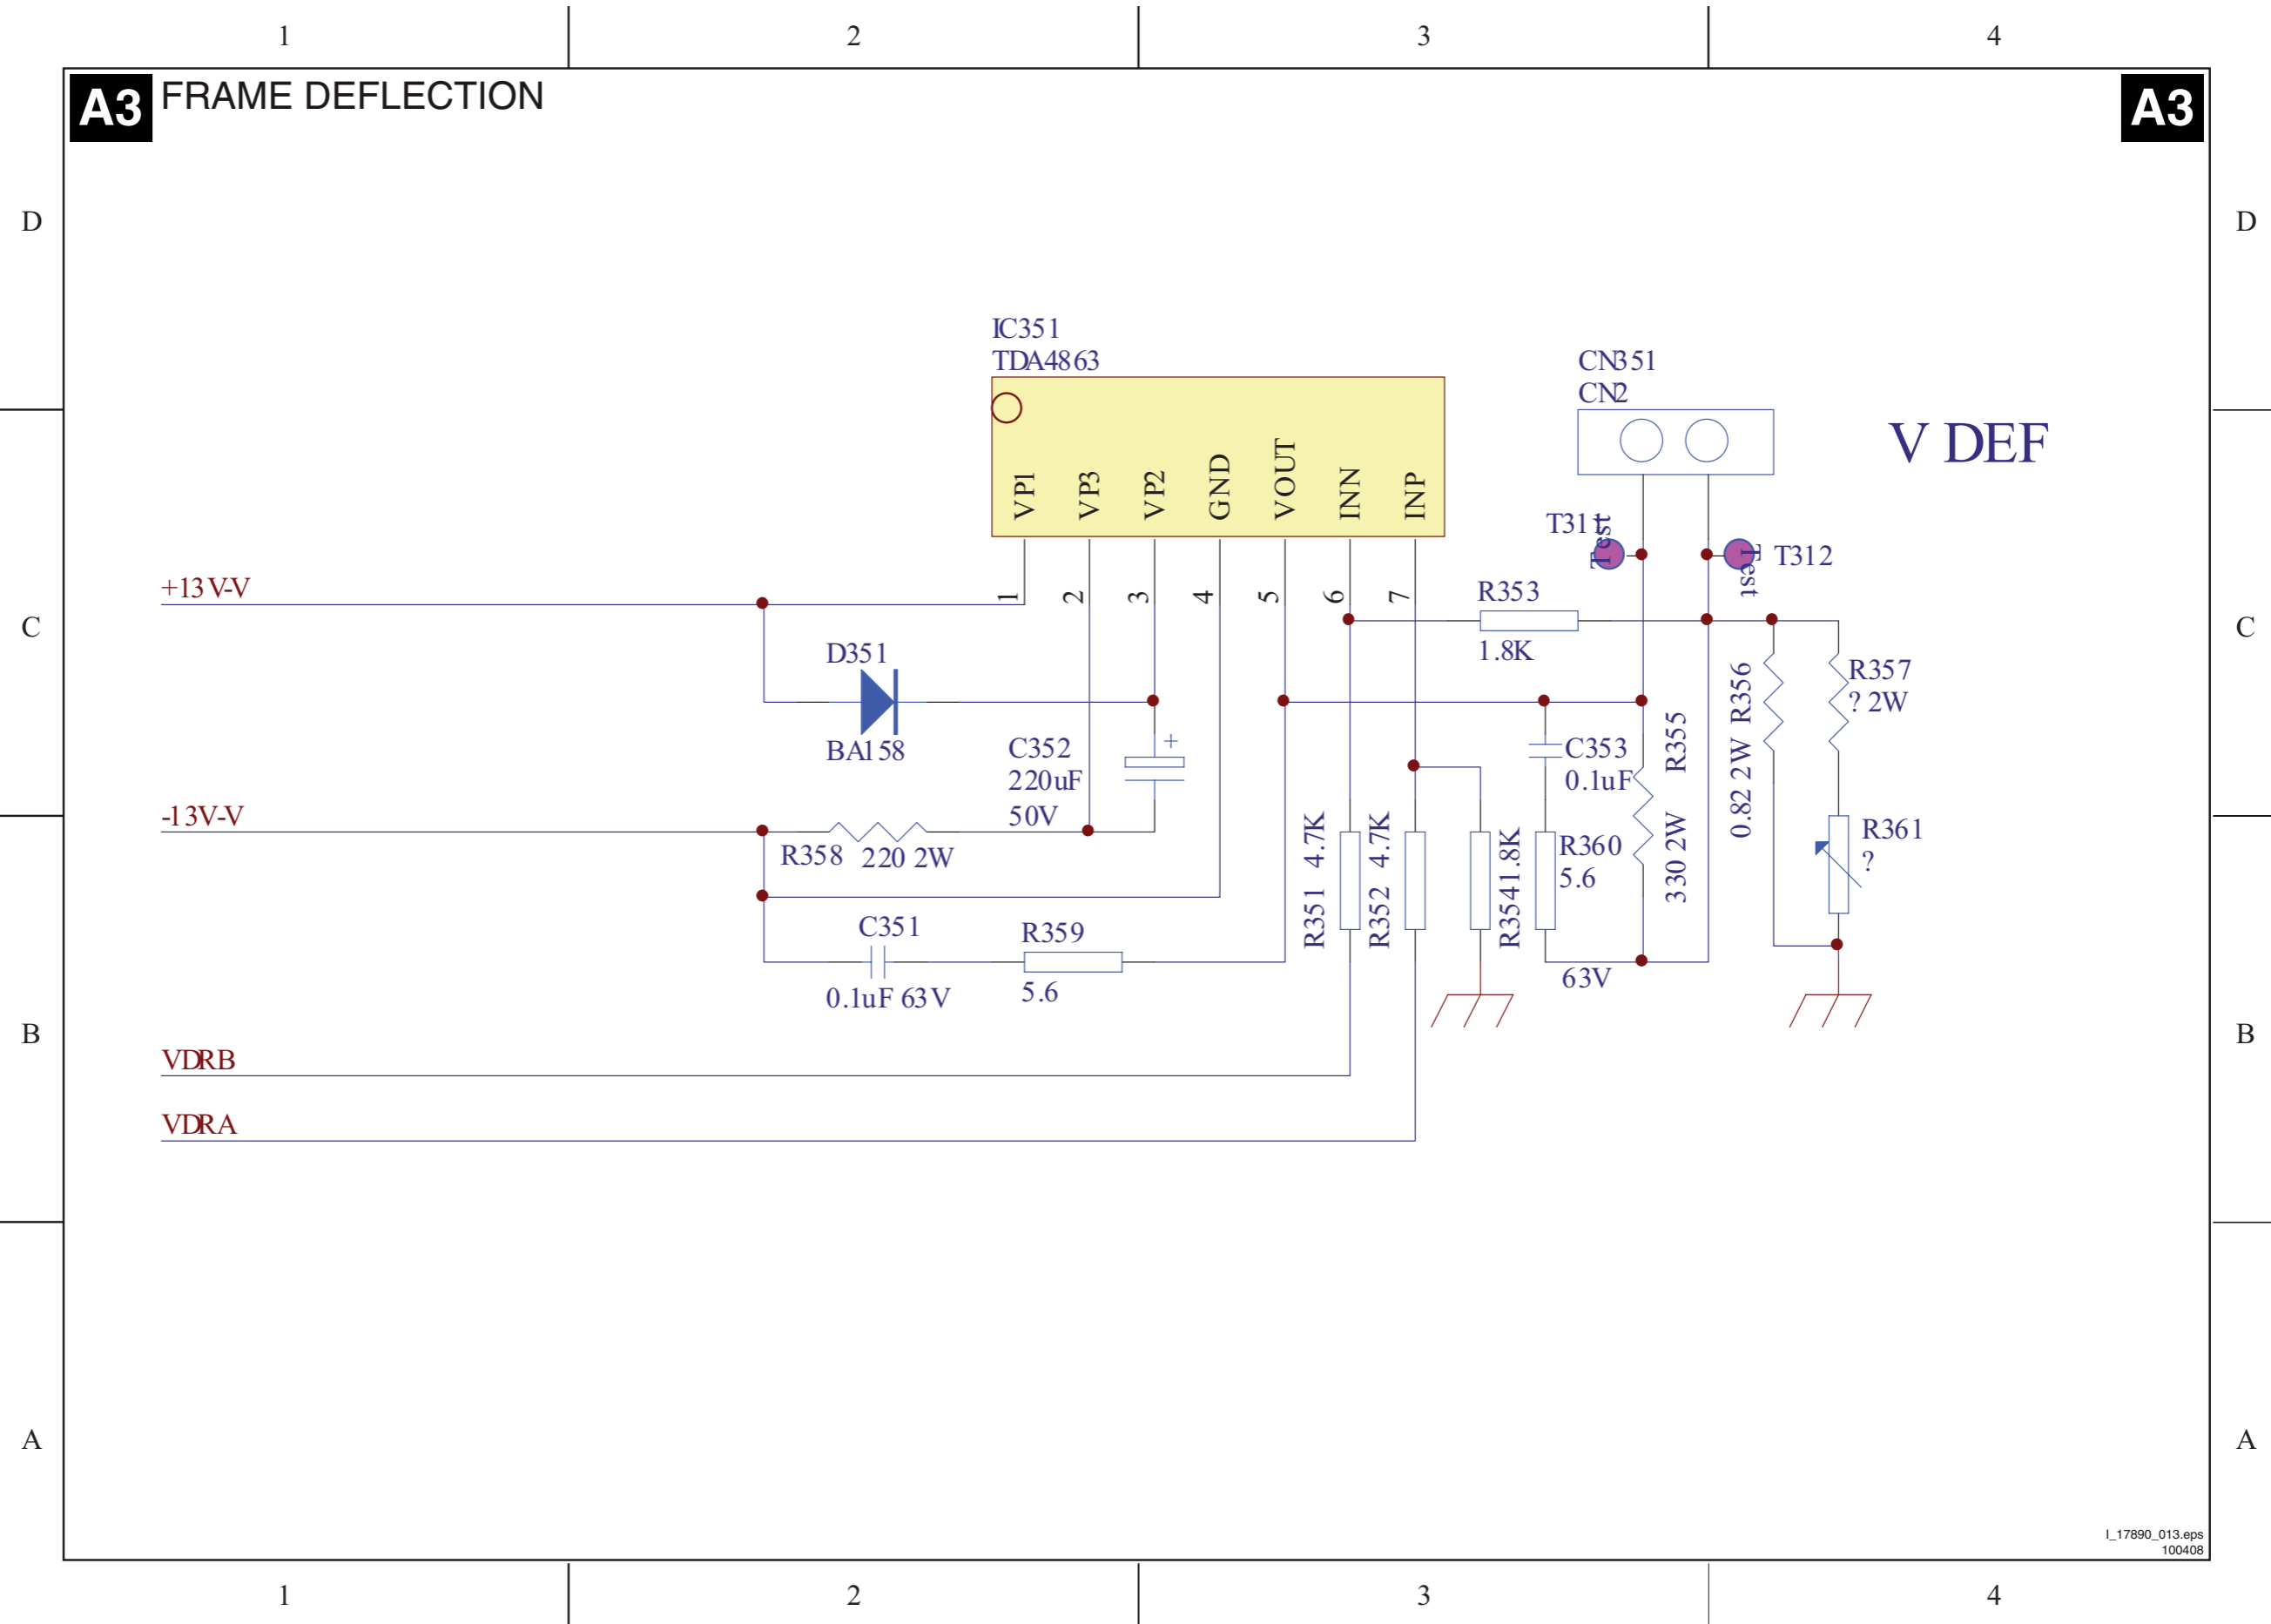 1 2 3 4
A3 FRAME DEFLECTION A3
D D
IC351
TDA4863
CN351
CN2
V DEF
VP1 VP3 VP2 GND VOUT INN INP
T311 Test
Test T312
1 2 3 4 5 6 7
+13V-V
R353
1.8K
C C
D351
BA158
R356 0.82 2W
R357
? 2W
R355 330 2W
C352
220uF
50V
C353
0.1uF
63V
-13V-V
R358 220 2W
R351 4.7K
R352 4.7K
R354 1.8K
R360
5.6
R361
?
C351
0.1uF 63V
R359
5.6
B B
VDRB
VDRA
A A
I_17890_013.eps
100408
1 2 3 4